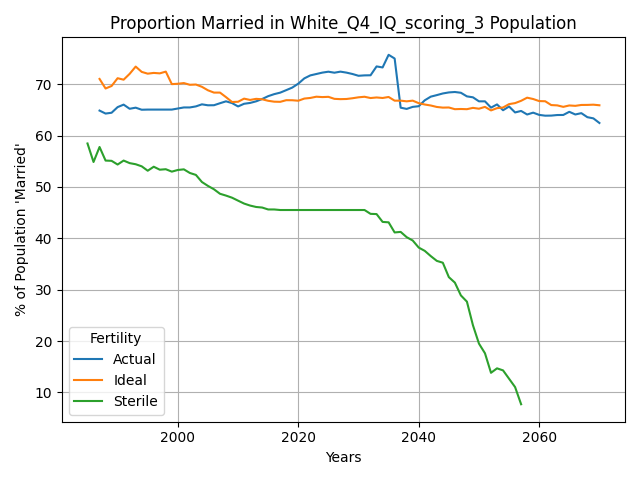 Proportion Married in White_Q4_IQ_scoring_3 Population
% of Population 'Married'
70
60
50
40
30
20
10
Fertility
Actual
Ideal
Sterile
2000
2020
2040
2060
Years